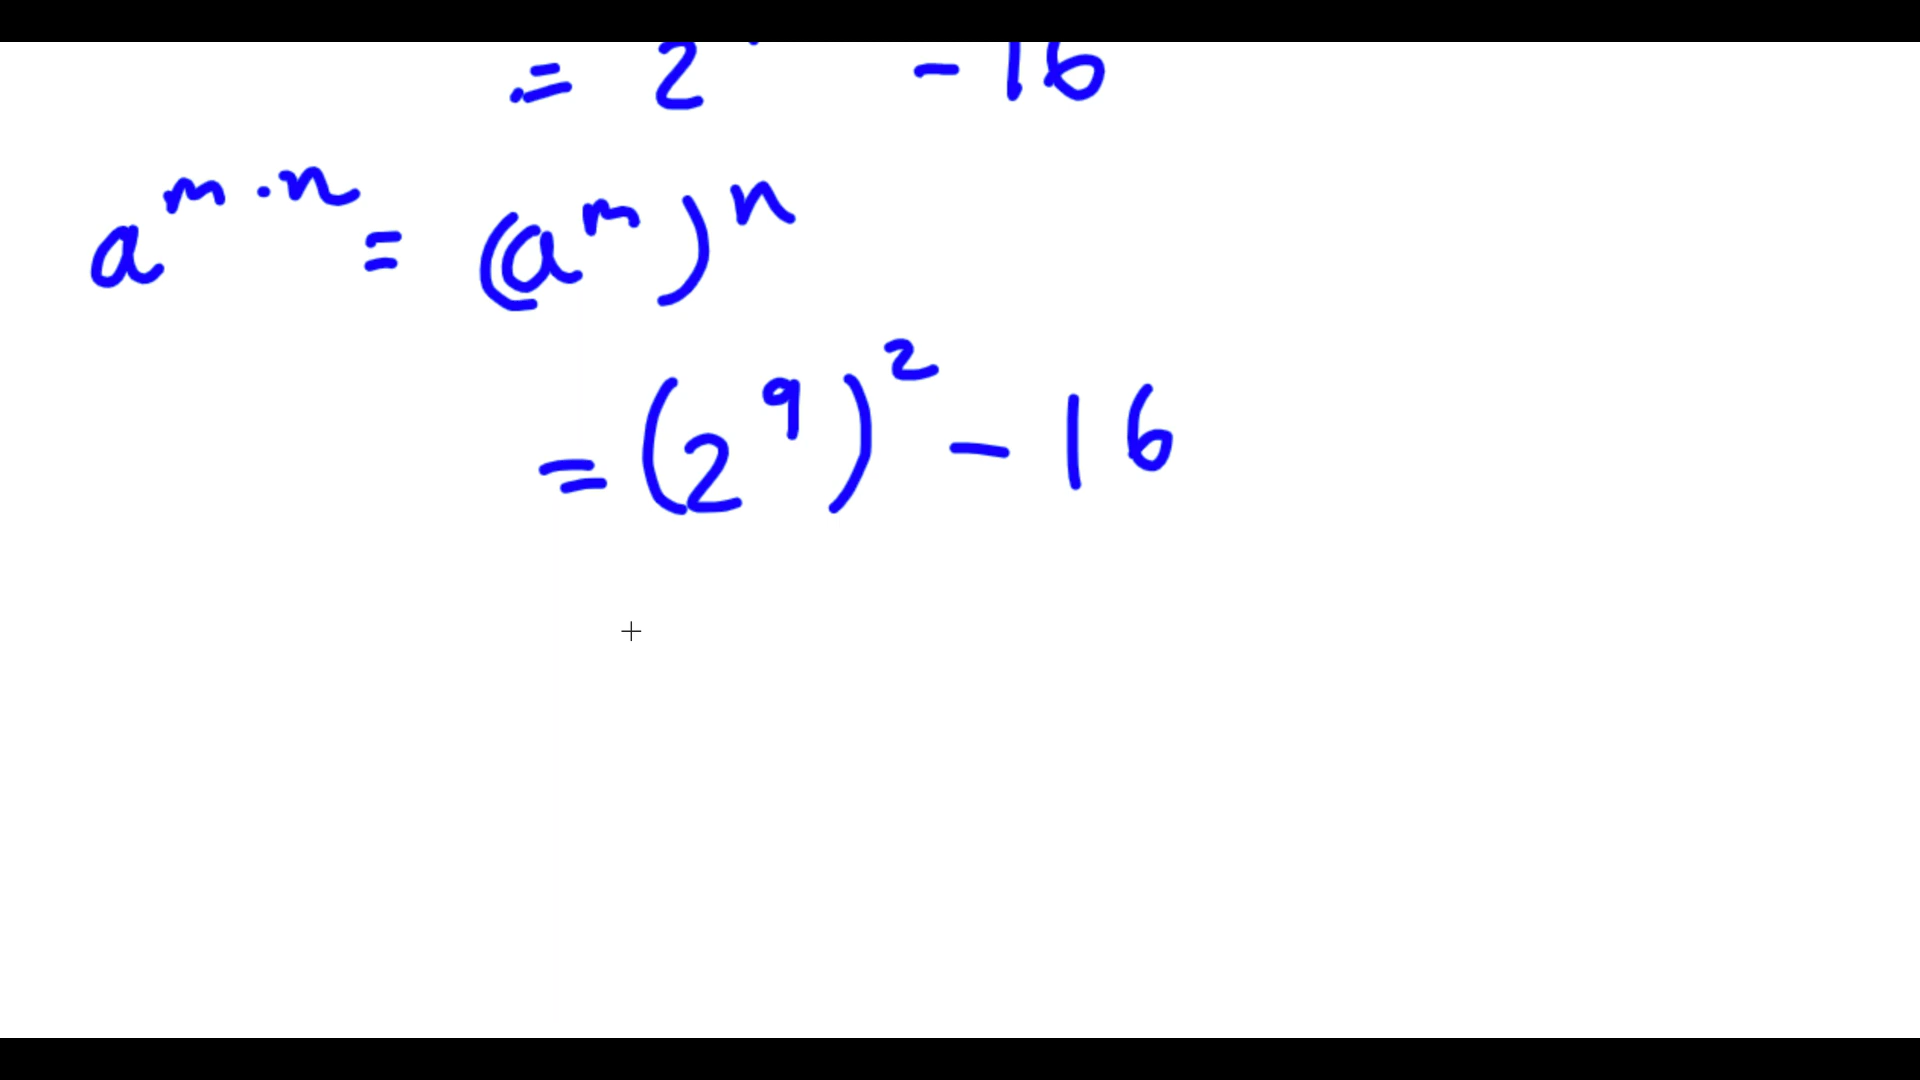 = 2 - 16
a^{m·n} = (a^m)^n
= (2^9)^2 - 16